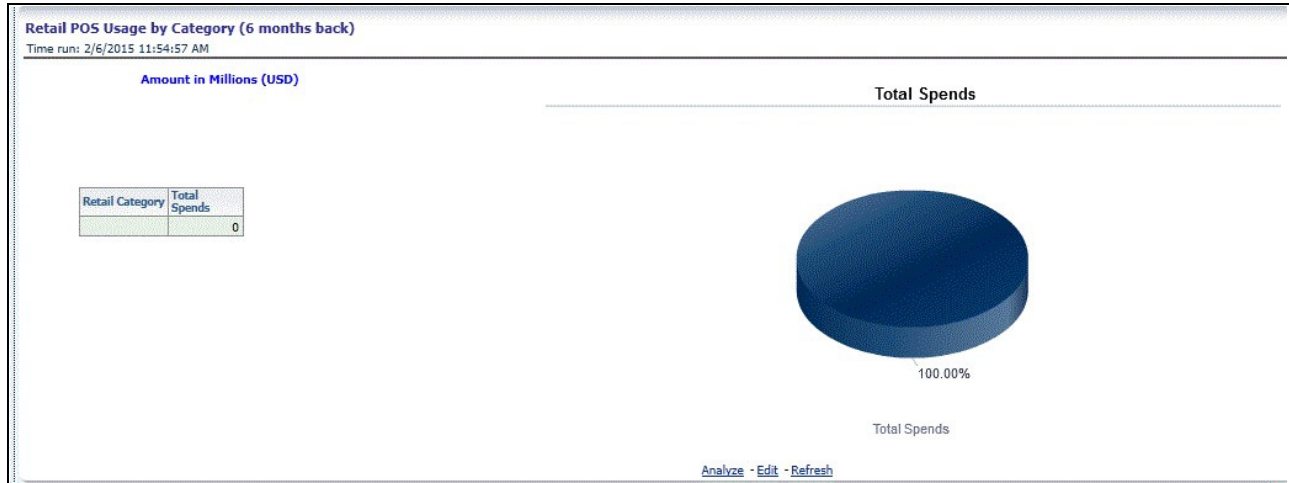 Retail POS Usage by Category (6 months back)
Time run: 2/6/2015 11:54:57 AM
Amount in Millions (USD)
Total Spends
Retail Category Total Spends
0
100.00%
Total Spends
Analyze - Edit - Refresh